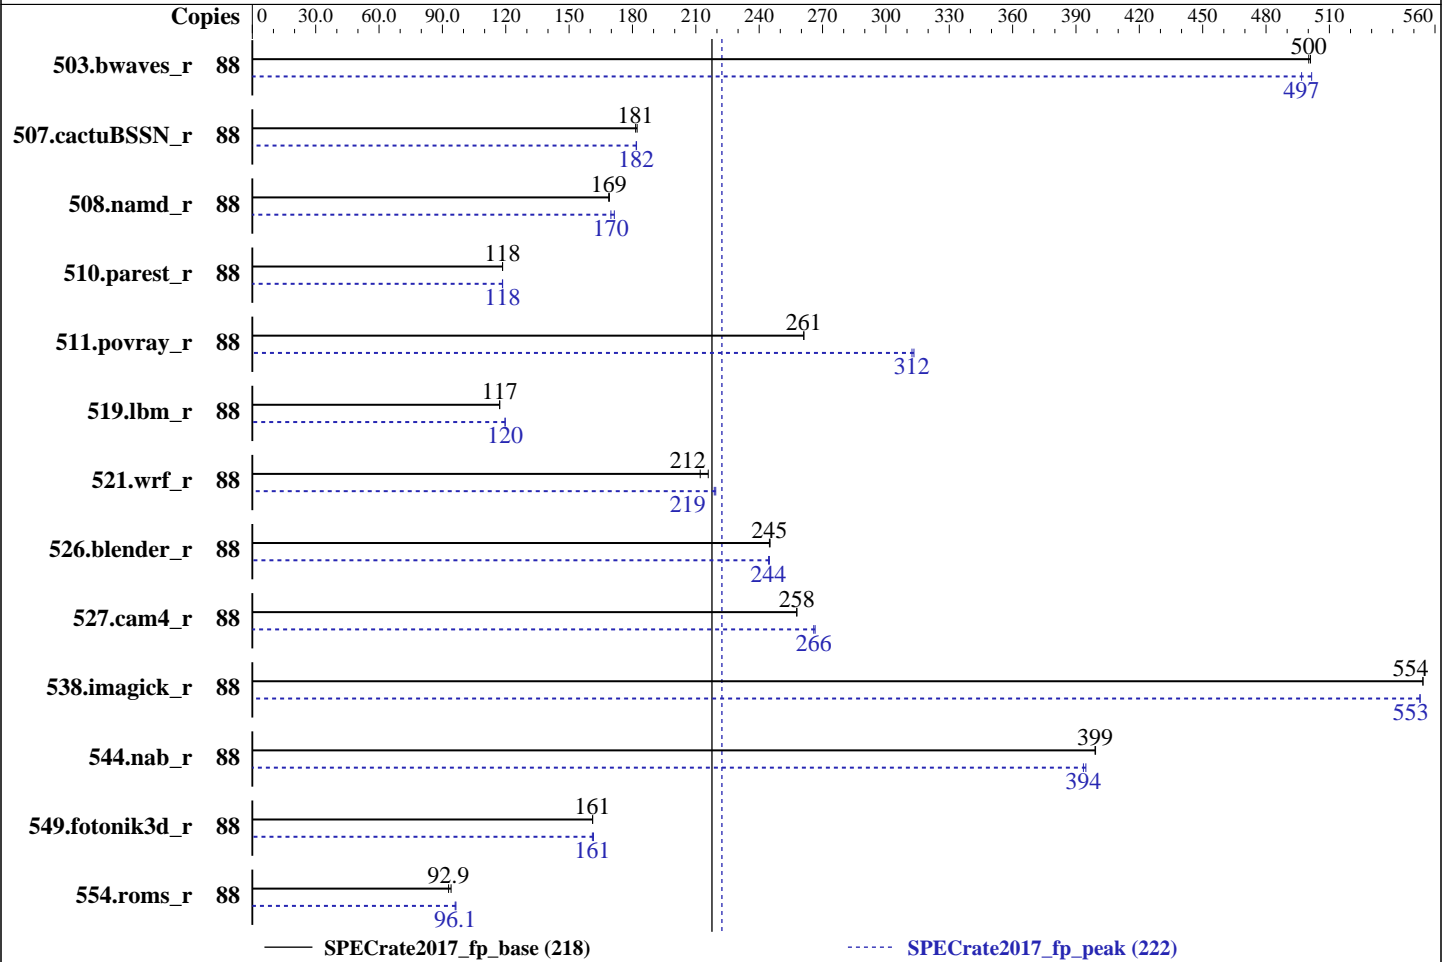 Copies 0 30.0 60.0 90.0 120 150 180 210 240 270 300 330 360 390 420 450 480 510 560
503.bwaves_r 88 500
497
507.cactuBSSN_r 88 181
182
508.namd_r 88 169
170
510.parest_r 88 118
118
511.povray_r 88 261
312
519.lbm_r 88 117
120
521.wrf_r 88 212
219
526.blender_r 88 245
244
527.cam4_r 88 258
266
538.imagick_r 88 554
553
544.nab_r 88 399
394
549.fotonik3d_r 88 161
161
554.roms_r 88 92.9
96.1
SPECrate2017_fp_base (218) SPECrate2017_fp_peak (222)